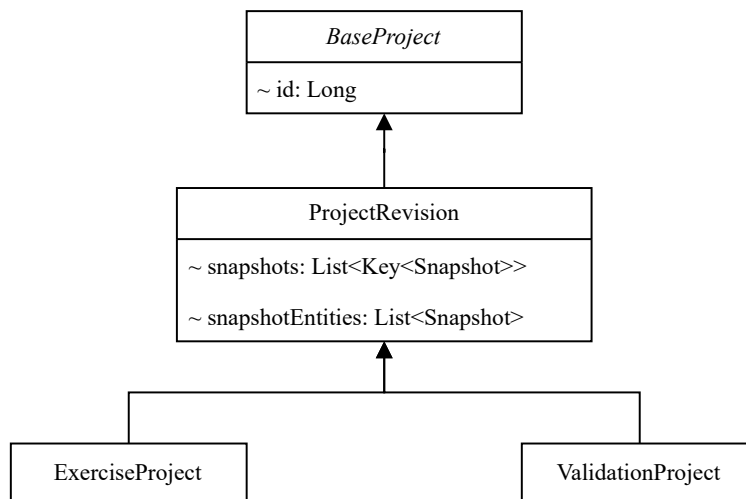 BaseProject
~ id: Long
ProjectRevision
~ snapshots: List<Key<Snapshot>>
~ snapshotEntities: List<Snapshot>
ExerciseProject
ValidationProject